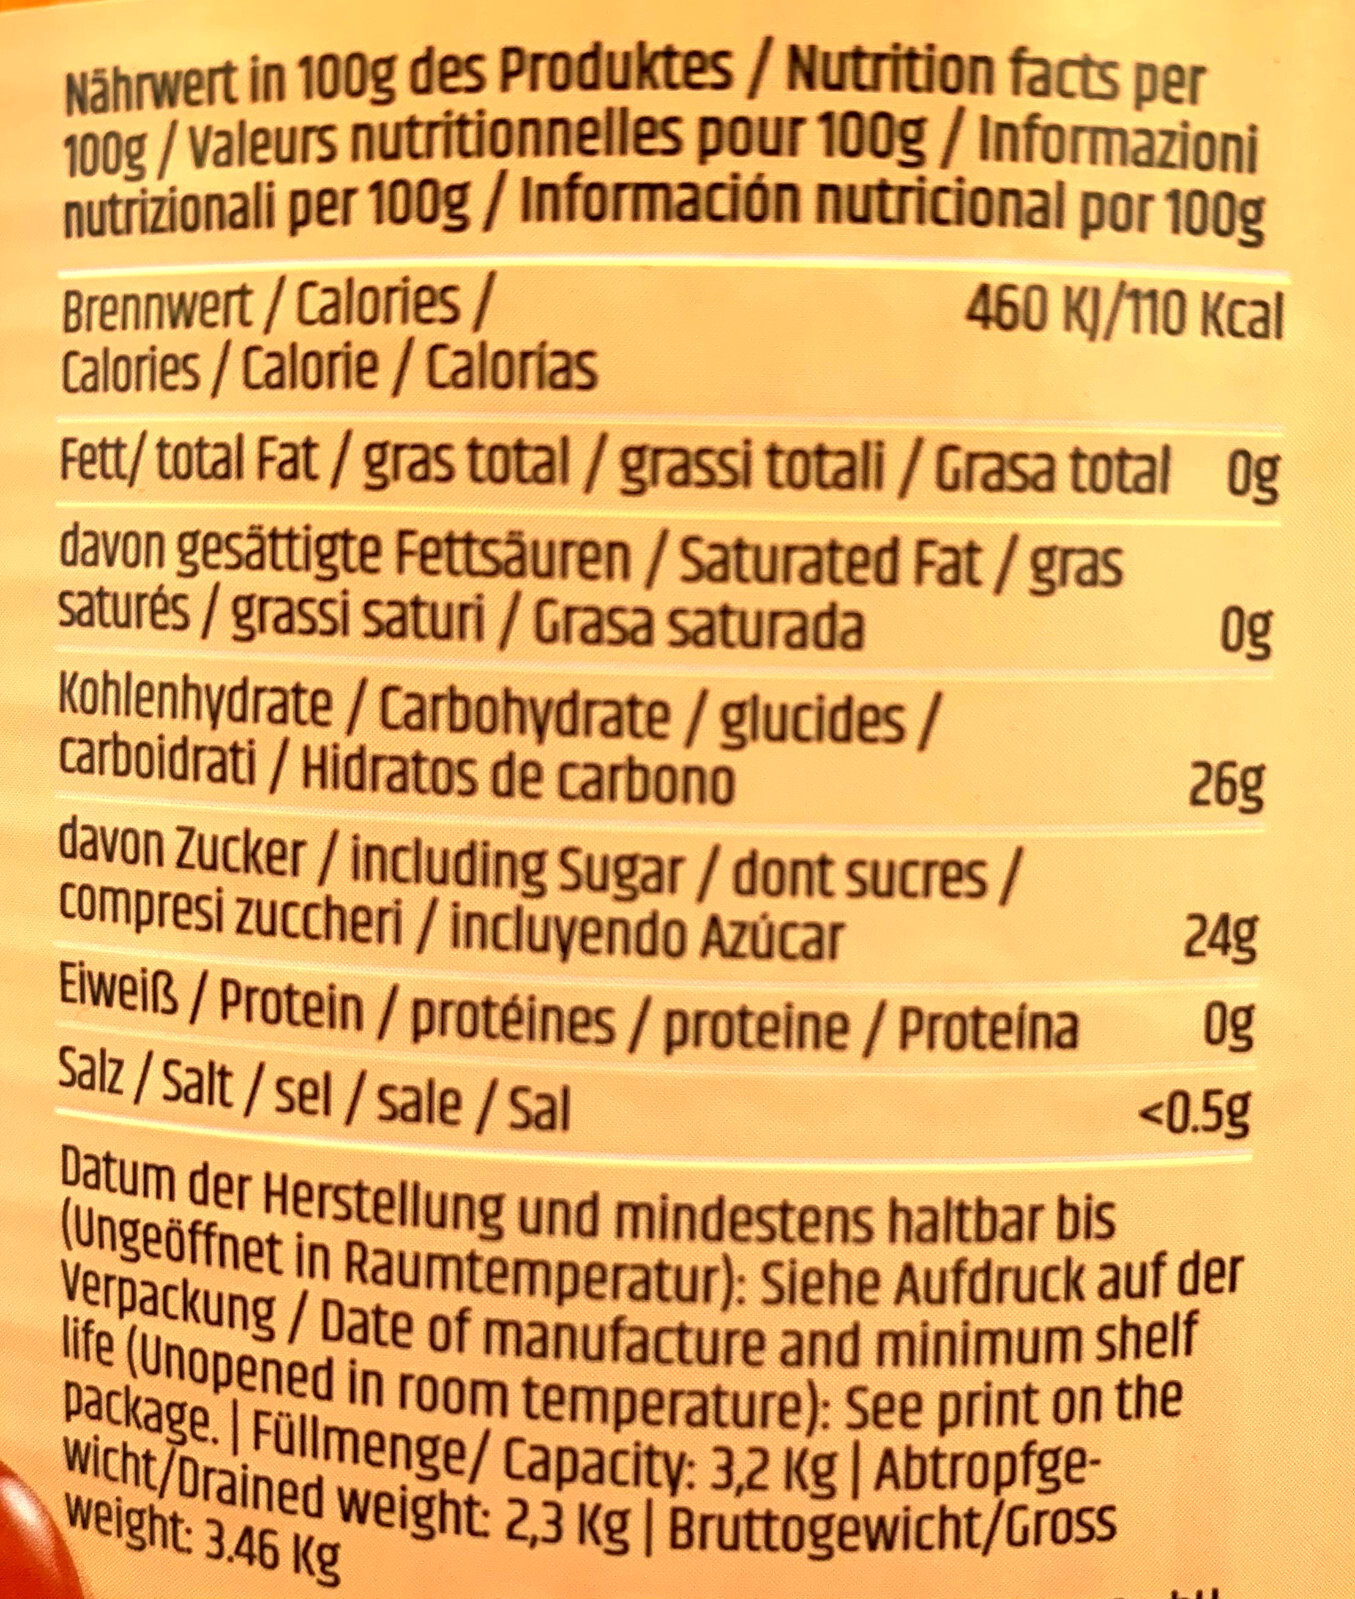 Nährwert in 100g des Produktes / Nutrition facts per
100g / Valeurs nutritionnelles pour 100g / Informazioni
nutrizionali per 100g / Información nutricional por 100g
Brennwert / Calories / 460 KJ/110 Kcal
Calories / Calorie / Calorías
Fett/ total Fat / gras total / grassi totali / Grasa total 0g
davon gesättigte Fettsäuren / Saturated Fat / gras
saturés / grassi saturi / Grasa saturada 0g
Kohlenhydrate / Carbohydrate / glucides /
carboidrati / Hidratos de carbono 26g
davon Zucker / including Sugar / dont sucres /
compresi zuccheri / incluyendo Azúcar 24g
Eiweiß / Protein / protéines / proteine / Proteína 0g
Salz / Salt / sel / sale / Sal <0.5g
Datum der Herstellung und mindestens haltbar bis
(Ungeöffnet in Raumtemperatur): Siehe Aufdruck auf der
Verpackung / Date of manufacture and minimum shelf
life (Unopened in room temperature): See print on the
package. | Füllmenge/ Capacity: 3,2 Kg | Abtropfge-
wicht/Drained weight: 2,3 Kg | Bruttogewicht/Gross
weight: 3.46 Kg